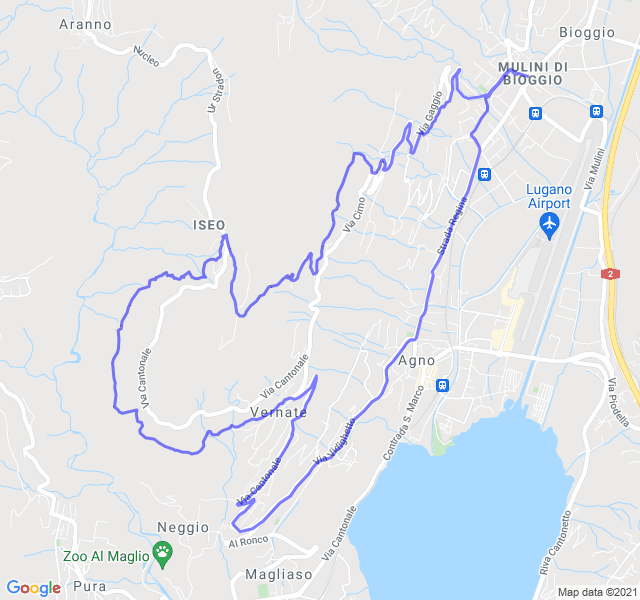 Aranno
Nucleo
Ur Stradon
Bioggio
MULINI DI
BIOGGIO
Via Gaggio
Via Mulini
Lugano
Airport
Via Cimo
ISEO
Strada Regina
2
Via Cantonale
Via Cantonale
Agno
Via Piodella
Contrada S. Marco
Vernate
Via Vidighetto
Via Cantonale
Neggio
Al Ronco
Via Cantonale
Riva Cantonetto
Zoo Al Maglio
Magliaso
Pura
Google
Map data ©2021